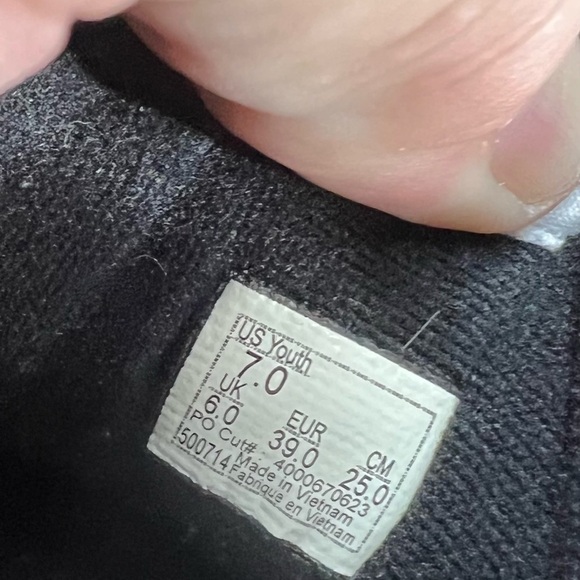 US Youth
7.0
UK EUR CM
6.0 39.0 25.0
PO Cut#: 4000670623
500714 Made in Vietnam
Fabrique en Vietnam